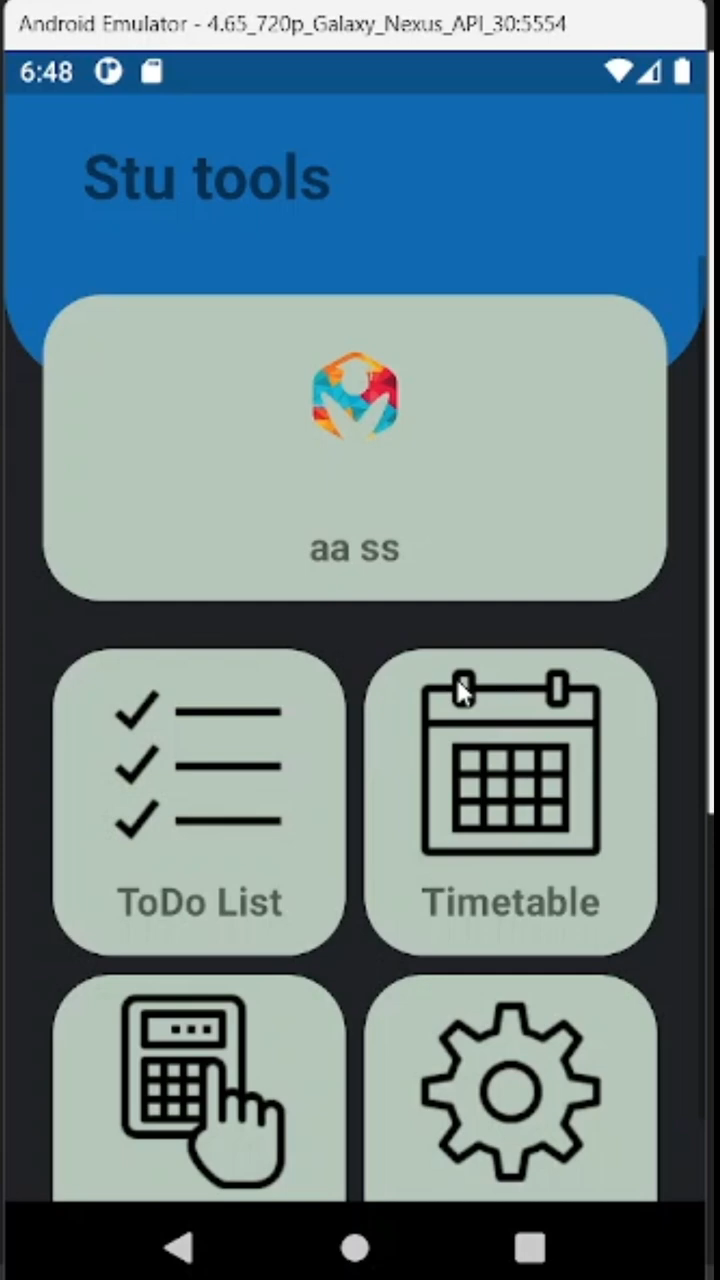 Android Emulator - 4.65_720p_Galaxy_Nexus_API_30:5554
6:48
Stu tools
aa ss
ToDo List
Timetable